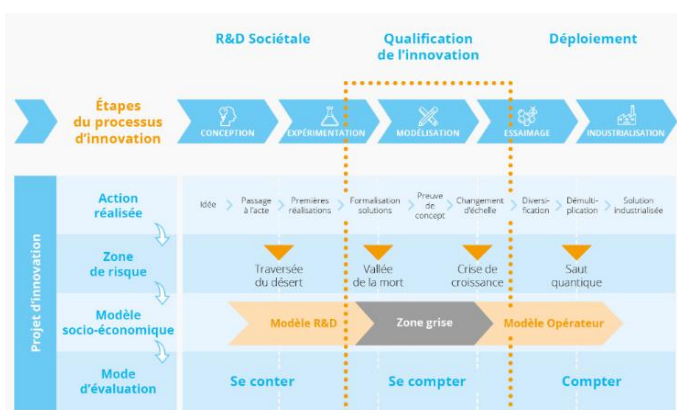 R&D Sociétale
Qualification
de l'innovation
Déploiement
Étapes
du processus
d'innovation
CONCEPTION
EXPÉRIMENTATION
MODÉLISATION
ESSAIMAGE
INDUSTRIALISATION
Projet d'innovation
Action
réalisée
Idée
Passage
à l'acte
Premières
réalisations
Formalisation
solutions
Preuve
de
concept
Changement
d'échelle
Diversi-
fication
Démulti-
plication
Solution
industrialisée
Zone
de risque
Traversée
du désert
Vallée
de la mort
Crise de
croissance
Saut
quantique
Modèle
socio-économique
Modèle R&D
Zone grise
Modèle Opérateur
Mode
d'évaluation
Se conter
Se compter
Compter